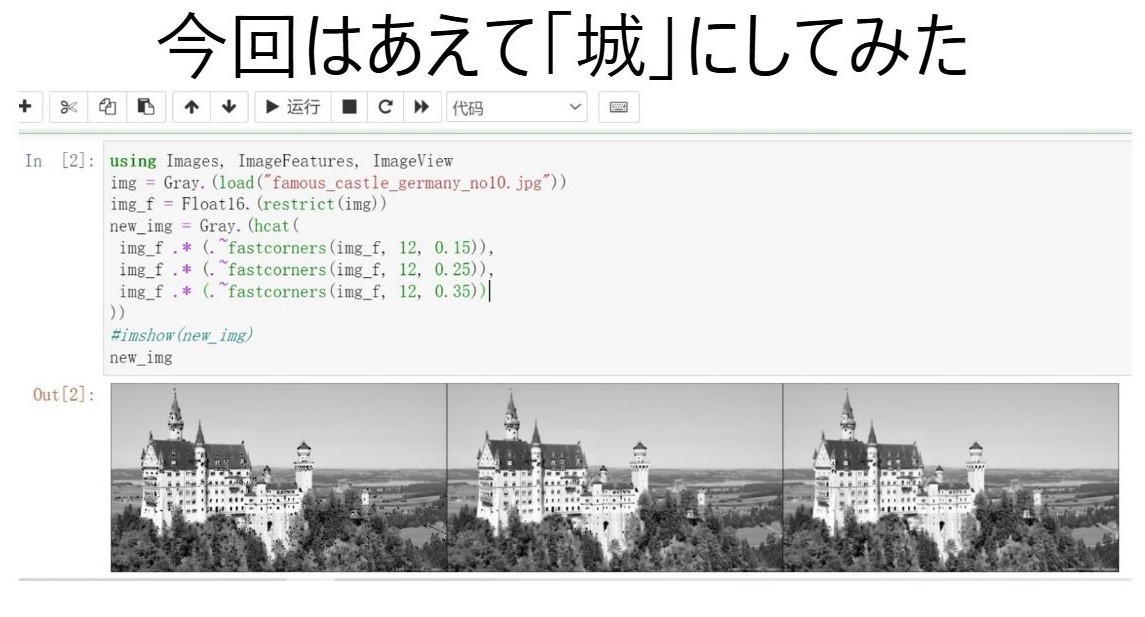 今回はあえて「城」にしてみた
运行 代码
In [2]:
using Images, ImageFeatures, ImageView
img = Gray.(load("famous_castle_germany_no10.jpg"))
img_f = Float16.(restrict(img))
new_img = Gray.(hcat(
img_f .* (.~fastcorners(img_f, 12, 0.15)),
img_f .* (.~fastcorners(img_f, 12, 0.25)),
img_f .* (.~fastcorners(img_f, 12, 0.35))
))
#imshow(new_img)
new_img
Out[2]: